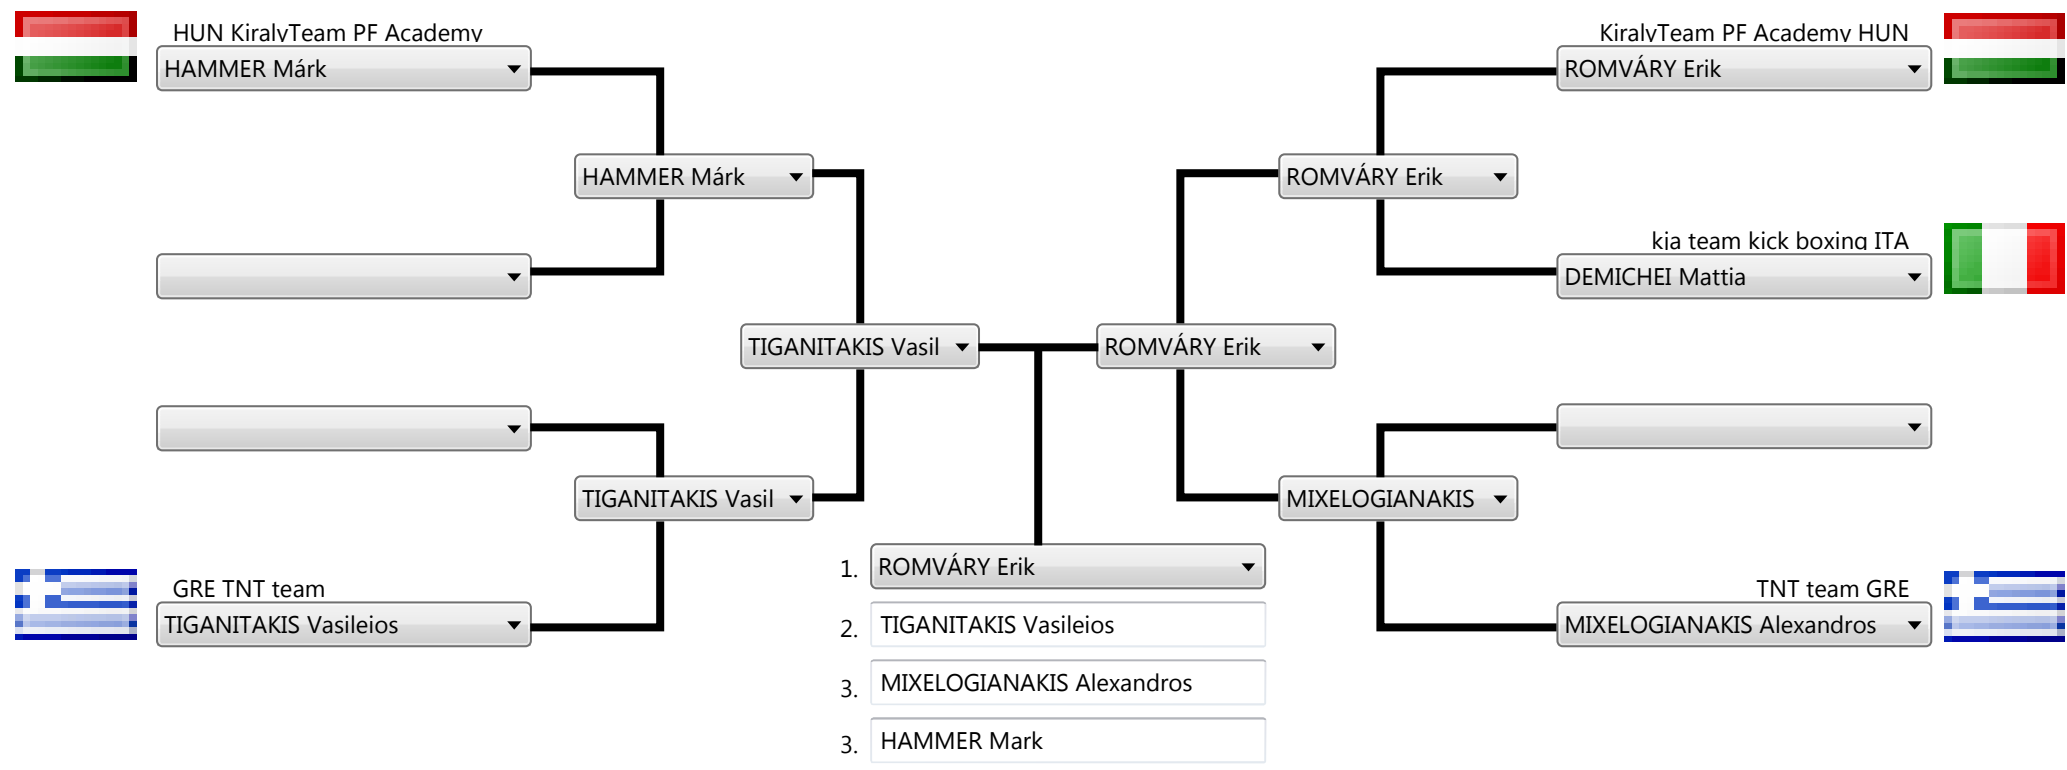 HUN KiralyTeam PF Academy
KiralyTeam PF Academy HUN
HAMMER Márk
ROMVÁRY Erik
HAMMER Márk
ROMVÁRY Erik
kja team kick boxing ITA
DEMICHEI Mattia
TIGANITAKIS Vasil
ROMVÁRY Erik
TIGANITAKIS Vasil
MIXELOGIANAKIS
GRE TNT team
TNT team GRE
TIGANITAKIS Vasileios
MIXELOGIANAKIS Alexandros
1. ROMVÁRY Erik
2. TIGANITAKIS Vasileios
3. MIXELOGIANAKIS Alexandros
3. HAMMER Mark